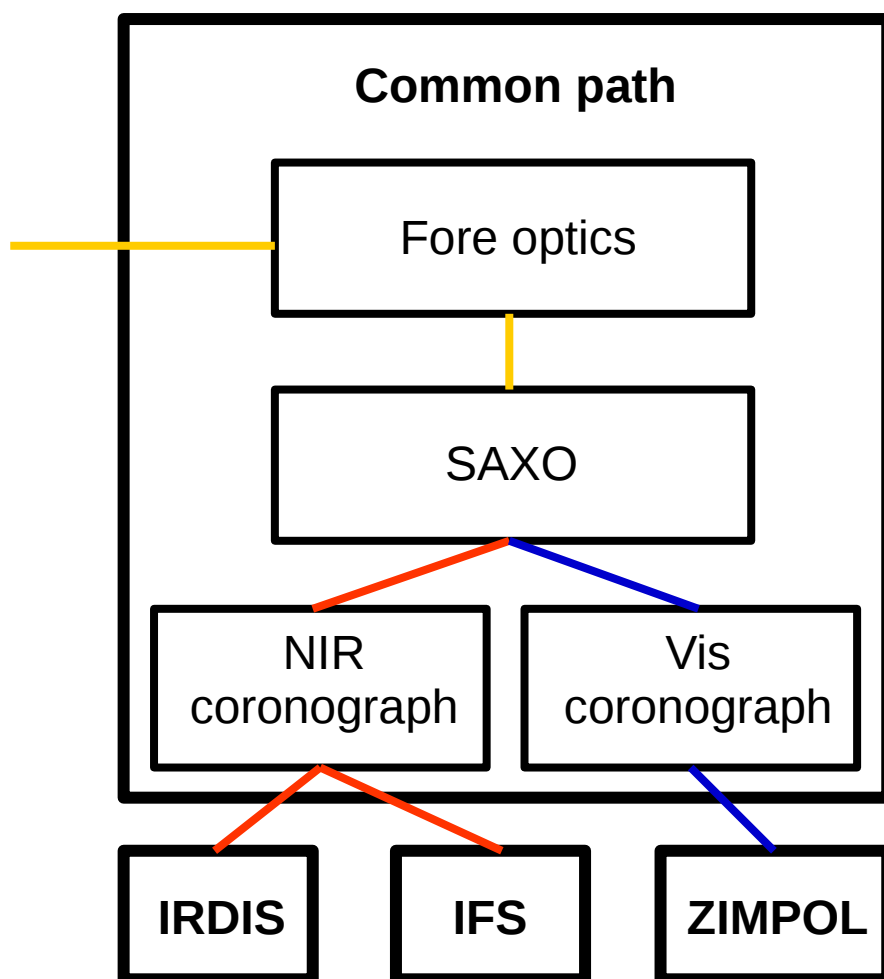 Common path
Fore optics
SAXO
NIR
coronograph
Vis
coronograph
IRDIS
IFS
ZIMPOL